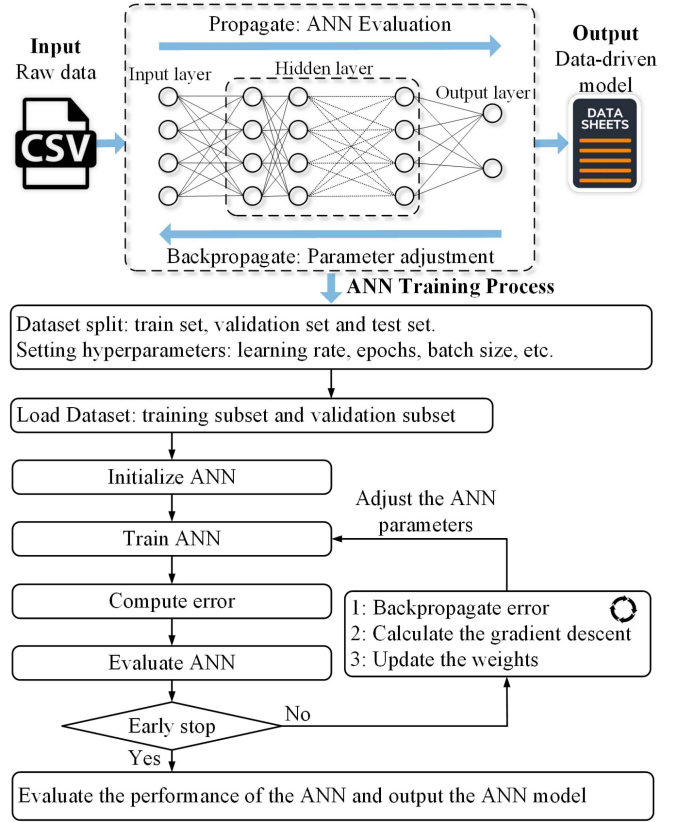 Input
Raw data
CSV
Propagate: ANN Evaluation
Input layer
Hidden layer
Output layer
Backpropagate: Parameter adjustment
Output
Data-driven
model
DATA
SHEETS
ANN Training Process
Dataset split: train set, validation set and test set.
Setting hyperparameters: learning rate, epochs, batch size, etc.
Load Dataset: training subset and validation subset
Initialize ANN
Train ANN
Adjust the ANN
parameters
Compute error
Evaluate ANN
1: Backpropagate error
2: Calculate the gradient descent
3: Update the weights
Early stop
No
Yes
Evaluate the performance of the ANN and output the ANN model